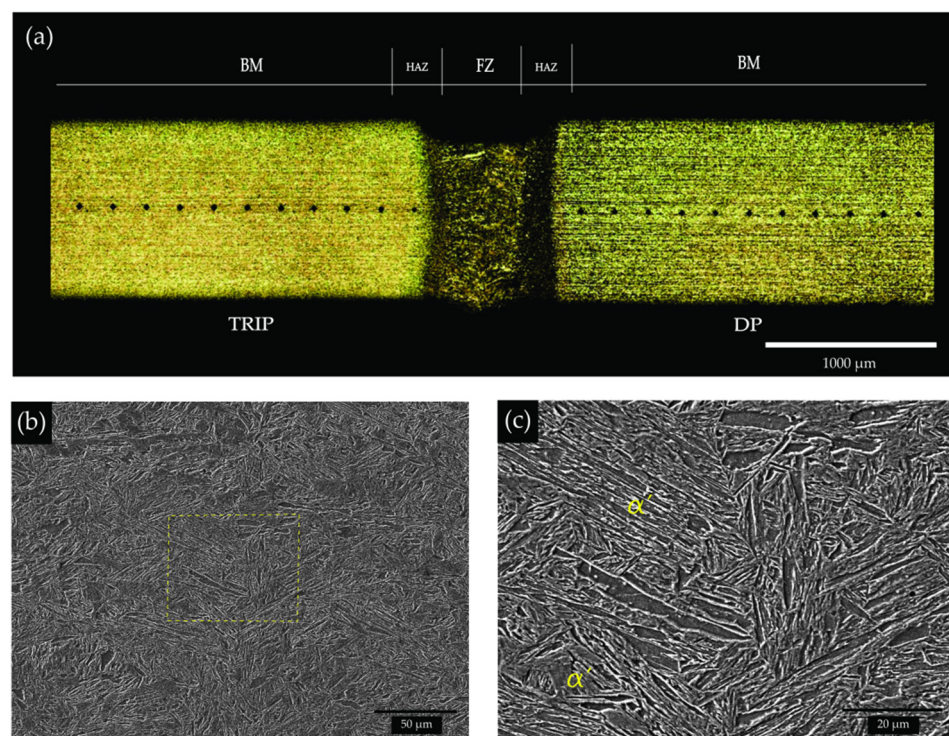 (a)
BM HAZ FZ HAZ BM
TRIP DP
1000 μm
(b)
50 μm
(c)
α′
α′
20 μm